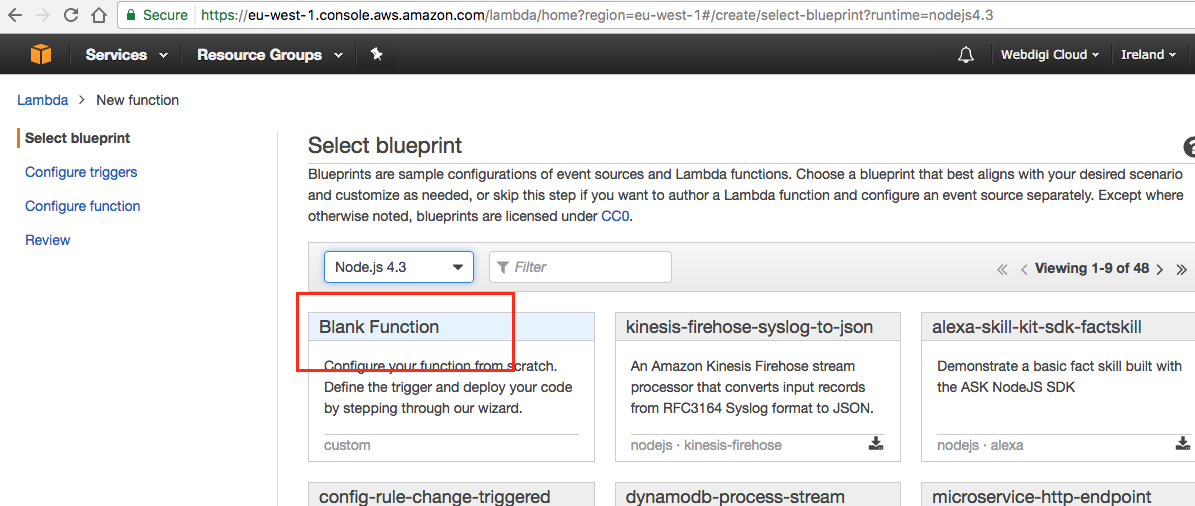 Secure https://eu-west-1.console.aws.amazon.com/lambda/home?region=eu-west-1#/create/select-blueprint?runtime=nodejs4.3
Services Resource Groups Webdigi Cloud Ireland
Lambda > New function
Select blueprint
Configure triggers
Configure function
Review
Select blueprint
Blueprints are sample configurations of event sources and Lambda functions. Choose a blueprint that best aligns with your desired scenario
and customize as needed, or skip this step if you want to author a Lambda function and configure an event source separately. Except where
otherwise noted, blueprints are licensed under CC0.
Node.js 4.3 Filter « < Viewing 1-9 of 48 > »
Blank Function
Configure your function from scratch.
Define the trigger and deploy your code
by stepping through our wizard.
custom
kinesis-firehose-syslog-to-json
An Amazon Kinesis Firehose stream
processor that converts input records
from RFC3164 Syslog format to JSON.
nodejs · kinesis-firehose
alexa-skill-kit-sdk-factskill
Demonstrate a basic fact skill built with
the ASK NodeJS SDK
nodejs · alexa
config-rule-change-triggered
dynamodb-process-stream
microservice-http-endpoint